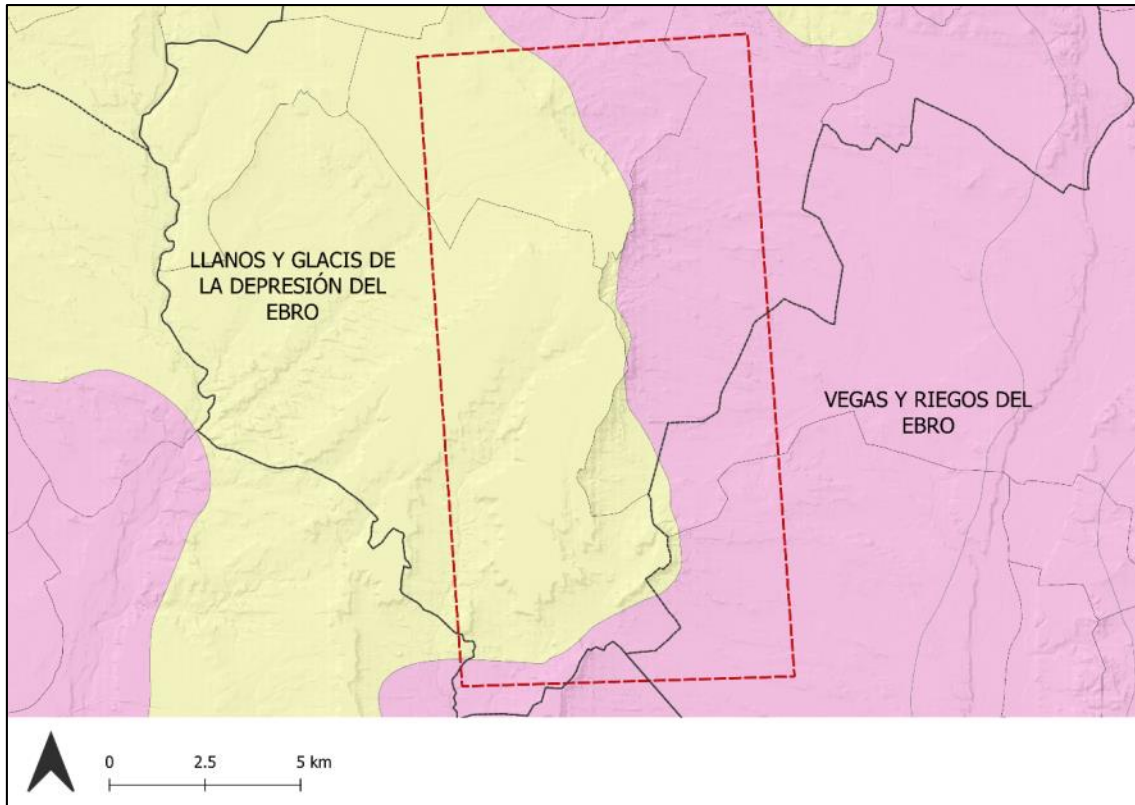 LLANOS Y GLACIS DE
LA DEPRESIÓN DEL
EBRO
VEGAS Y RIEGOS DEL
EBRO
0 2.5 5 km